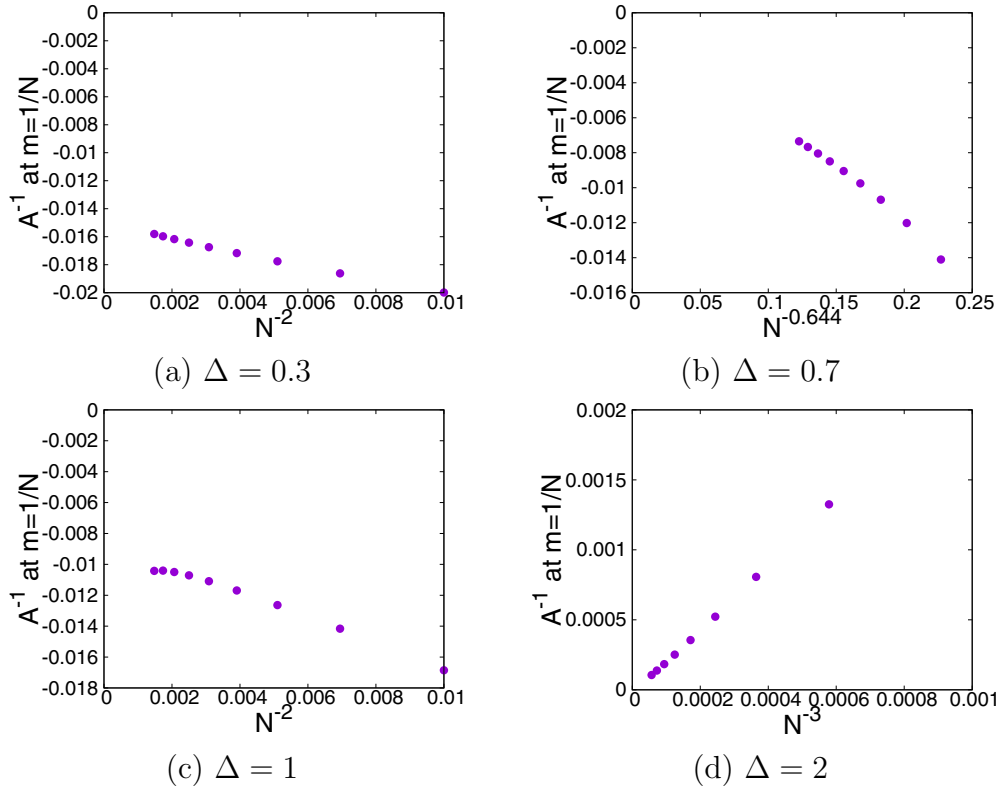 0
-0.002
-0.004
-0.006
-0.008
-0.01
-0.012
-0.014
-0.016
-0.018
-0.02
A^-1 at m=1/N
0 0.002 0.004 0.006 0.008 0.01
N^-2
(a) Δ = 0.3
0
-0.002
-0.004
-0.006
-0.008
-0.01
-0.012
-0.014
-0.016
A^-1 at m=1/N
0 0.05 0.1 0.15 0.2 0.25
N^-0.644
(b) Δ = 0.7
0
-0.002
-0.004
-0.006
-0.008
-0.01
-0.012
-0.014
-0.016
-0.018
A^-1 at m=1/N
0 0.002 0.004 0.006 0.008 0.01
N^-2
(c) Δ = 1
0.002
0.0015
0.001
0.0005
0
A^-1 at m=1/N
0 0.0002 0.0004 0.0006 0.0008 0.001
N^-3
(d) Δ = 2